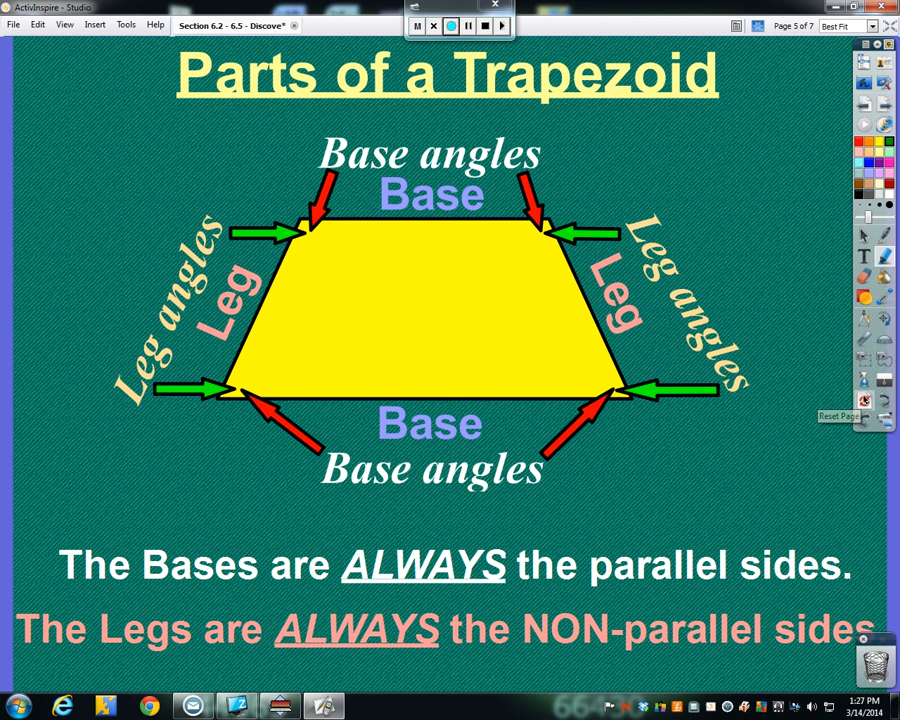 ActivInspire - Studio
File Edit View Insert Tools Help
Section 6.2 - 6.5 - Discove*
M
Page 5 of 7
Best Fit
Parts of a Trapezoid
Base angles
Base
Leg angles
Leg
Leg
Leg angles
Base
Base angles
Reset Page
The Bases are ALWAYS the parallel sides.
The Legs are ALWAYS the NON-parallel sides.
1:27 PM
3/14/2014